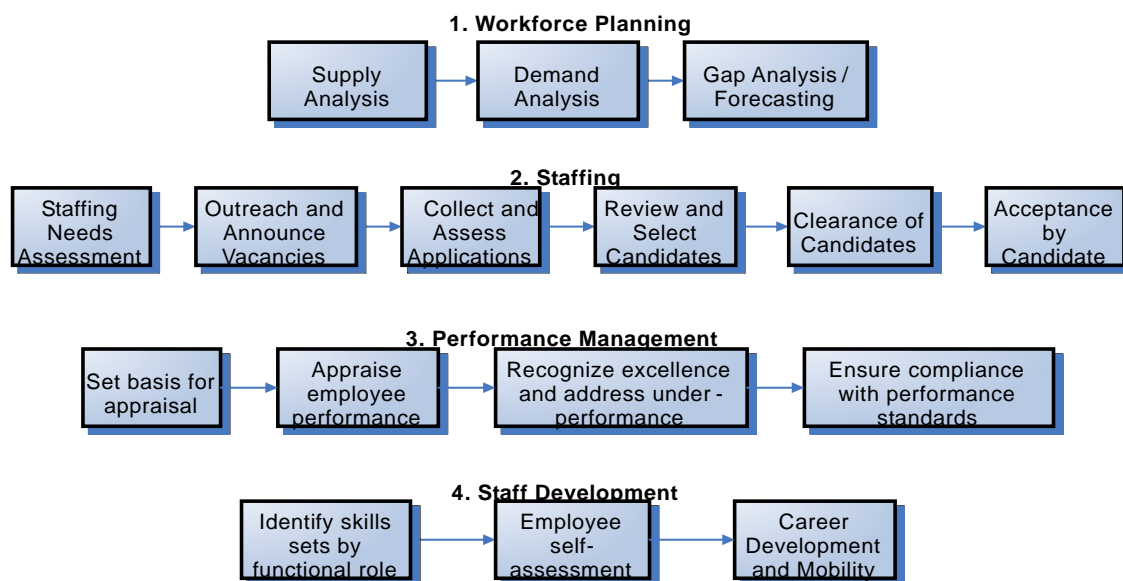 1. Workforce Planning
Supply
Analysis
Demand
Analysis
Gap Analysis /
Forecasting
2. Staffing
Staffing
Needs
Assessment
Outreach and
Announce
Vacancies
Collect and
Assess
Applications
Review and
Select
Candidates
Clearance of
Candidates
Acceptance
by
Candidate
3. Performance Management
Set basis for
appraisal
Appraise
employee
performance
Recognize excellence
and address under -
performance
Ensure compliance
with performance
standards
4. Staff Development
Identify skills
sets by
functional role
Employee
self-
assessment
Career
Development
and Mobility